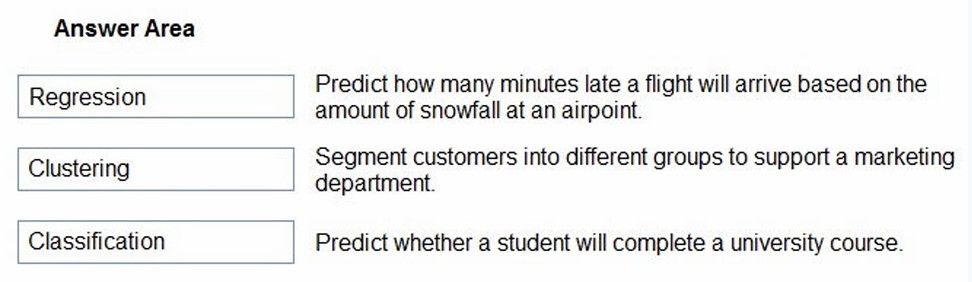 Answer Area
Regression
Predict how many minutes late a flight will arrive based on the
amount of snowfall at an airpoint.
Clustering
Segment customers into different groups to support a marketing
department.
Classification
Predict whether a student will complete a university course.